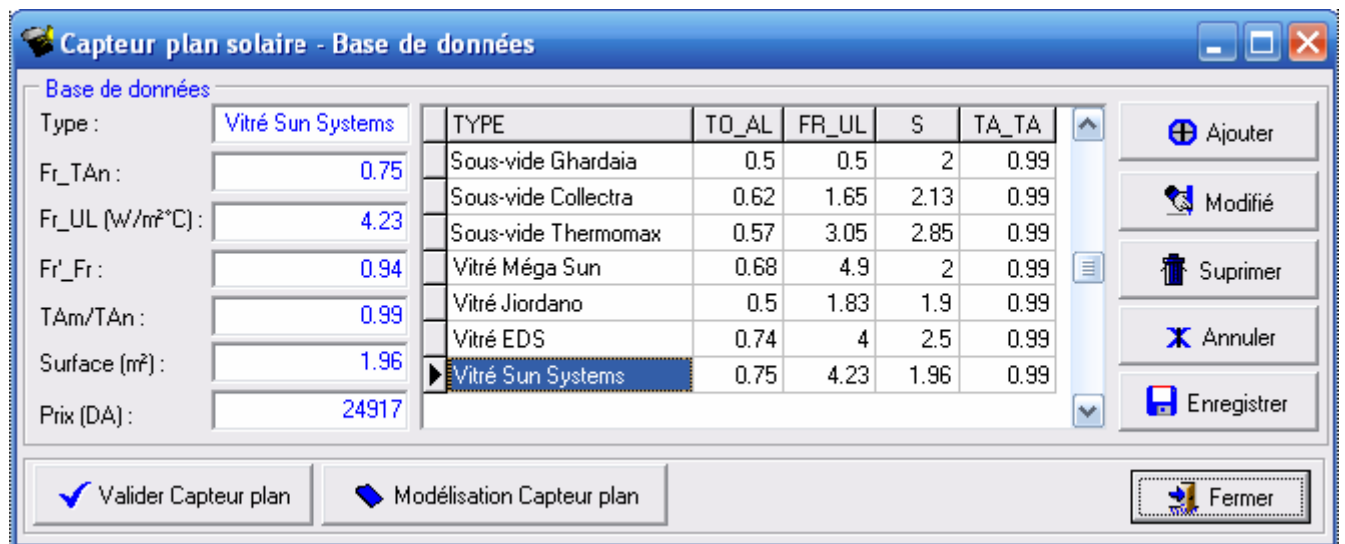 Capteur plan solaire - Base de données
Base de données
Type : Vitré Sun Systems
Fr_TAn : 0.75
Fr_UL (W/m²°C) : 4.23
Fr'_Fr : 0.94
TAm/TAn : 0.99
Surface (m²) : 1.96
Prix (DA) : 24917
TYPE TO_AL FR_UL S TA_TA
Sous-vide Ghardaia 0.5 0.5 2 0.99
Sous-vide Collectra 0.62 1.65 2.13 0.99
Sous-vide Thermomax 0.57 3.05 2.85 0.99
Vitré Méga Sun 0.68 4.9 2 0.99
Vitré Jiordano 0.5 1.83 1.9 0.99
Vitré EDS 0.74 4 2.5 0.99
Vitré Sun Systems 0.75 4.23 1.96 0.99
Ajouter
Modifié
Suprimer
Annuler
Enregistrer
Valider Capteur plan
Modélisation Capteur plan
Fermer